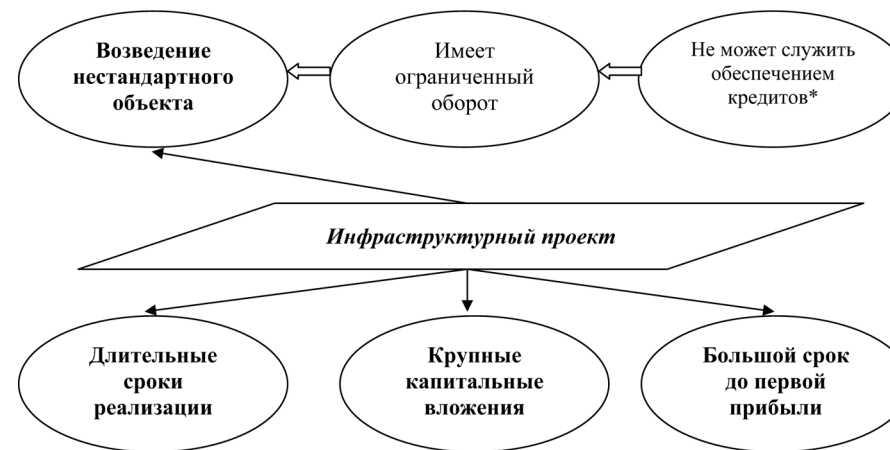 Возведение
нестандартного
объекта
Имеет
ограниченный
оборот
Не может служить
обеспечением
кредитов*
Инфраструктурный проект
Длительные
сроки
реализации
Крупные
капитальные
вложения
Большой срок
до первой
прибыли